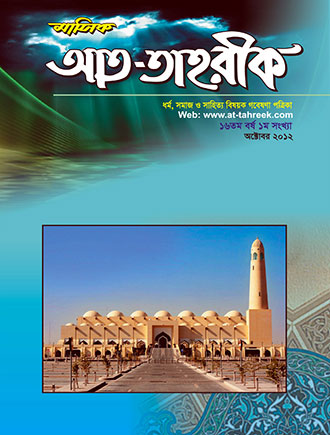 মাসিক
আত-তাহরীক
ধর্ম, সমাজ ও সাহিত্য বিষয়ক গবেষণা পত্রিকা
Web: www.at-tahreek.com
১৬তম বর্ষ ১ম সংখ্যা
অক্টোবর ২০১২